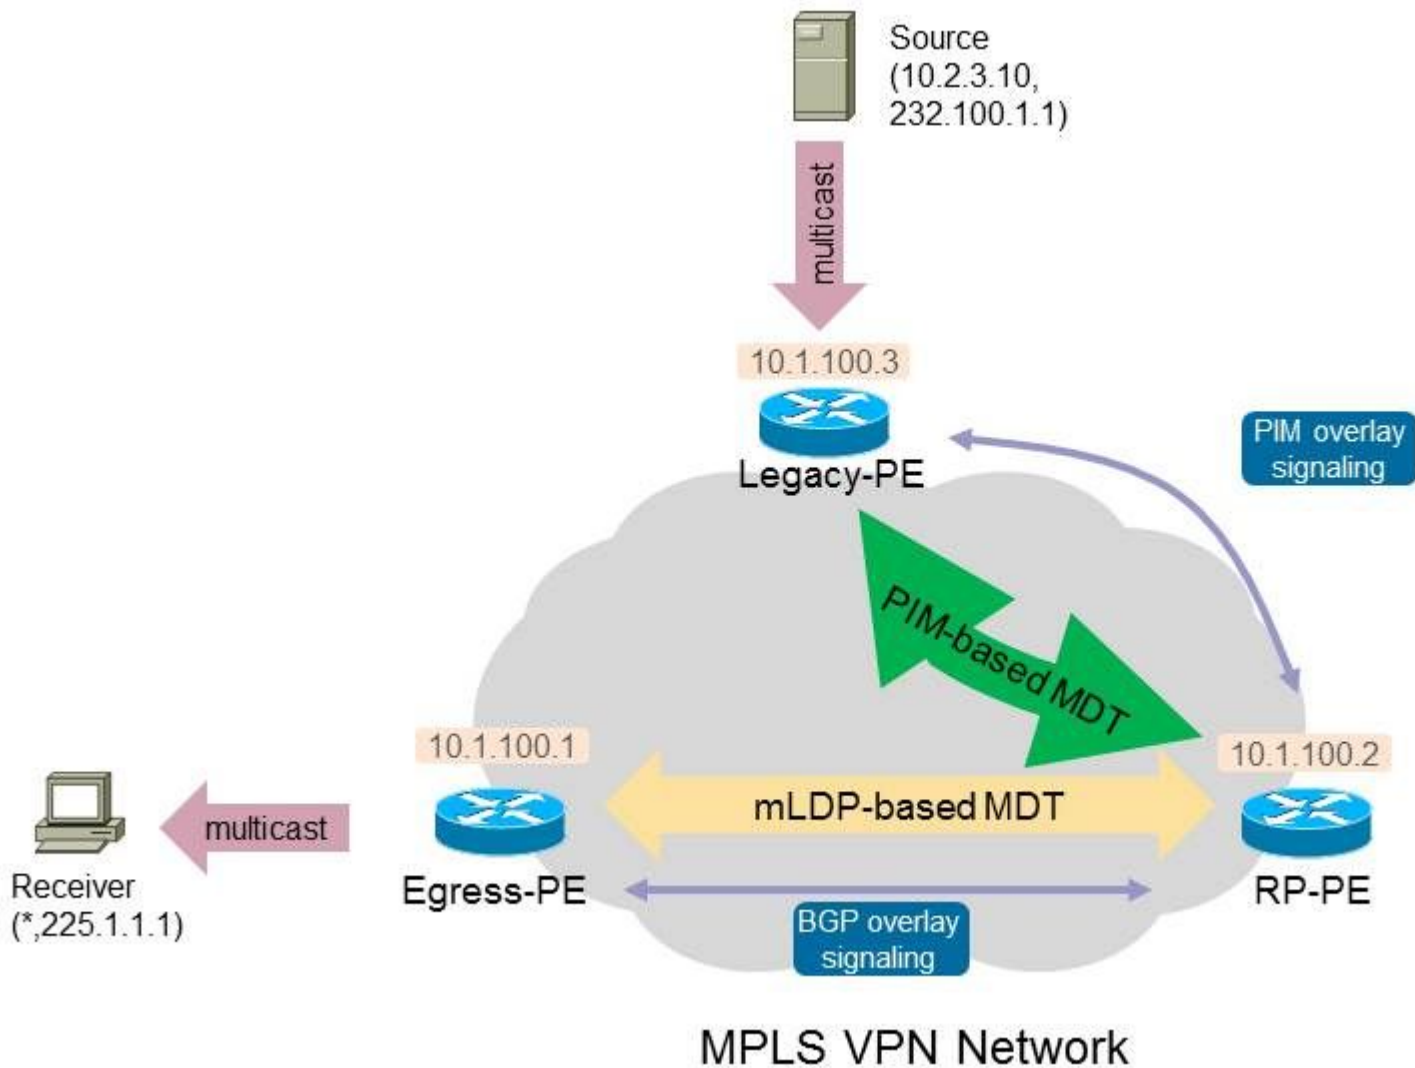 Source
(10.2.3.10,
232.100.1.1)
multicast
10.1.100.3
Legacy-PE
PIM overlay
signaling
PIM-based MDT
10.1.100.1
10.1.100.2
mLDP-based MDT
multicast
Receiver
(*,225.1.1.1)
Egress-PE
RP-PE
BGP overlay
signaling
MPLS VPN Network